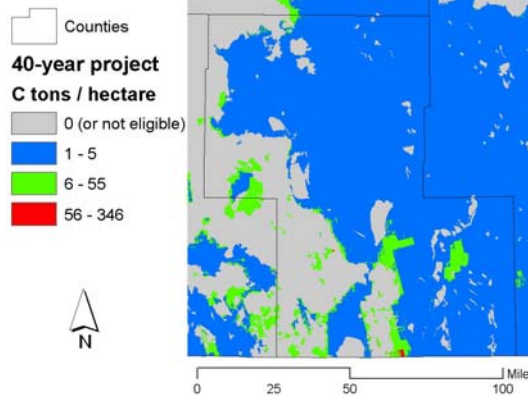 Counties
40-year project
C tons / hectare
0 (or not eligible)
1 - 5
6 - 55
56 - 346
N
Mile
0 25 50 100